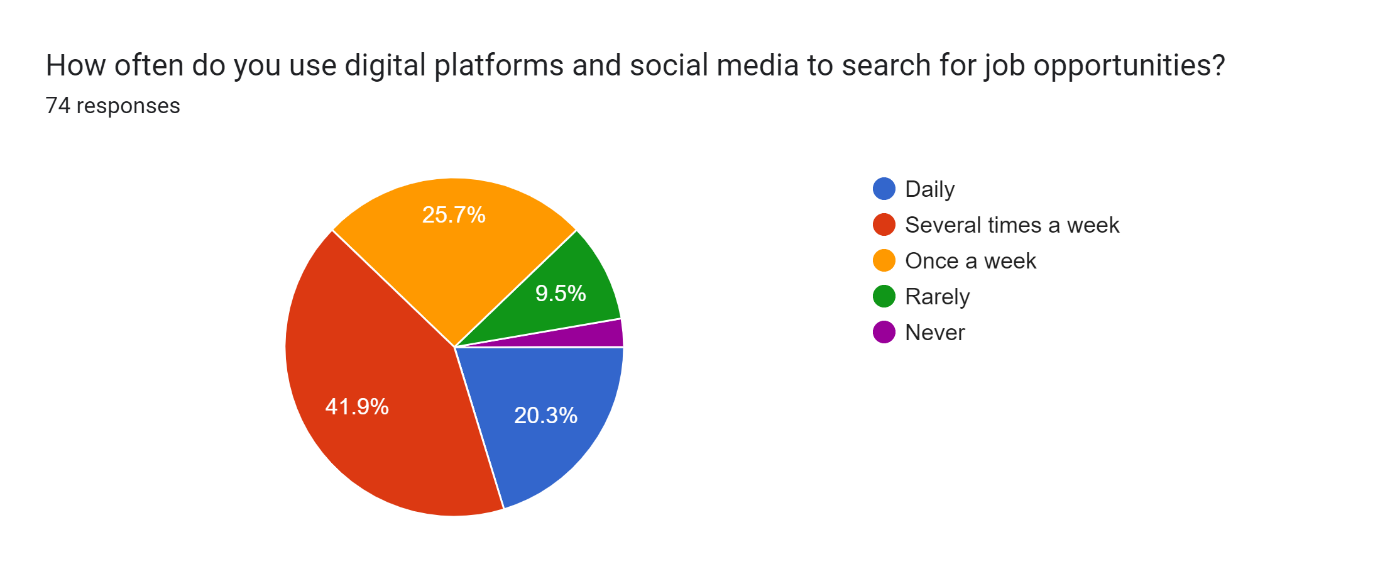 How often do you use digital platforms and social media to search for job opportunities?
74 responses
25.7%
9.5%
41.9%
20.3%
Daily
Several times a week
Once a week
Rarely
Never